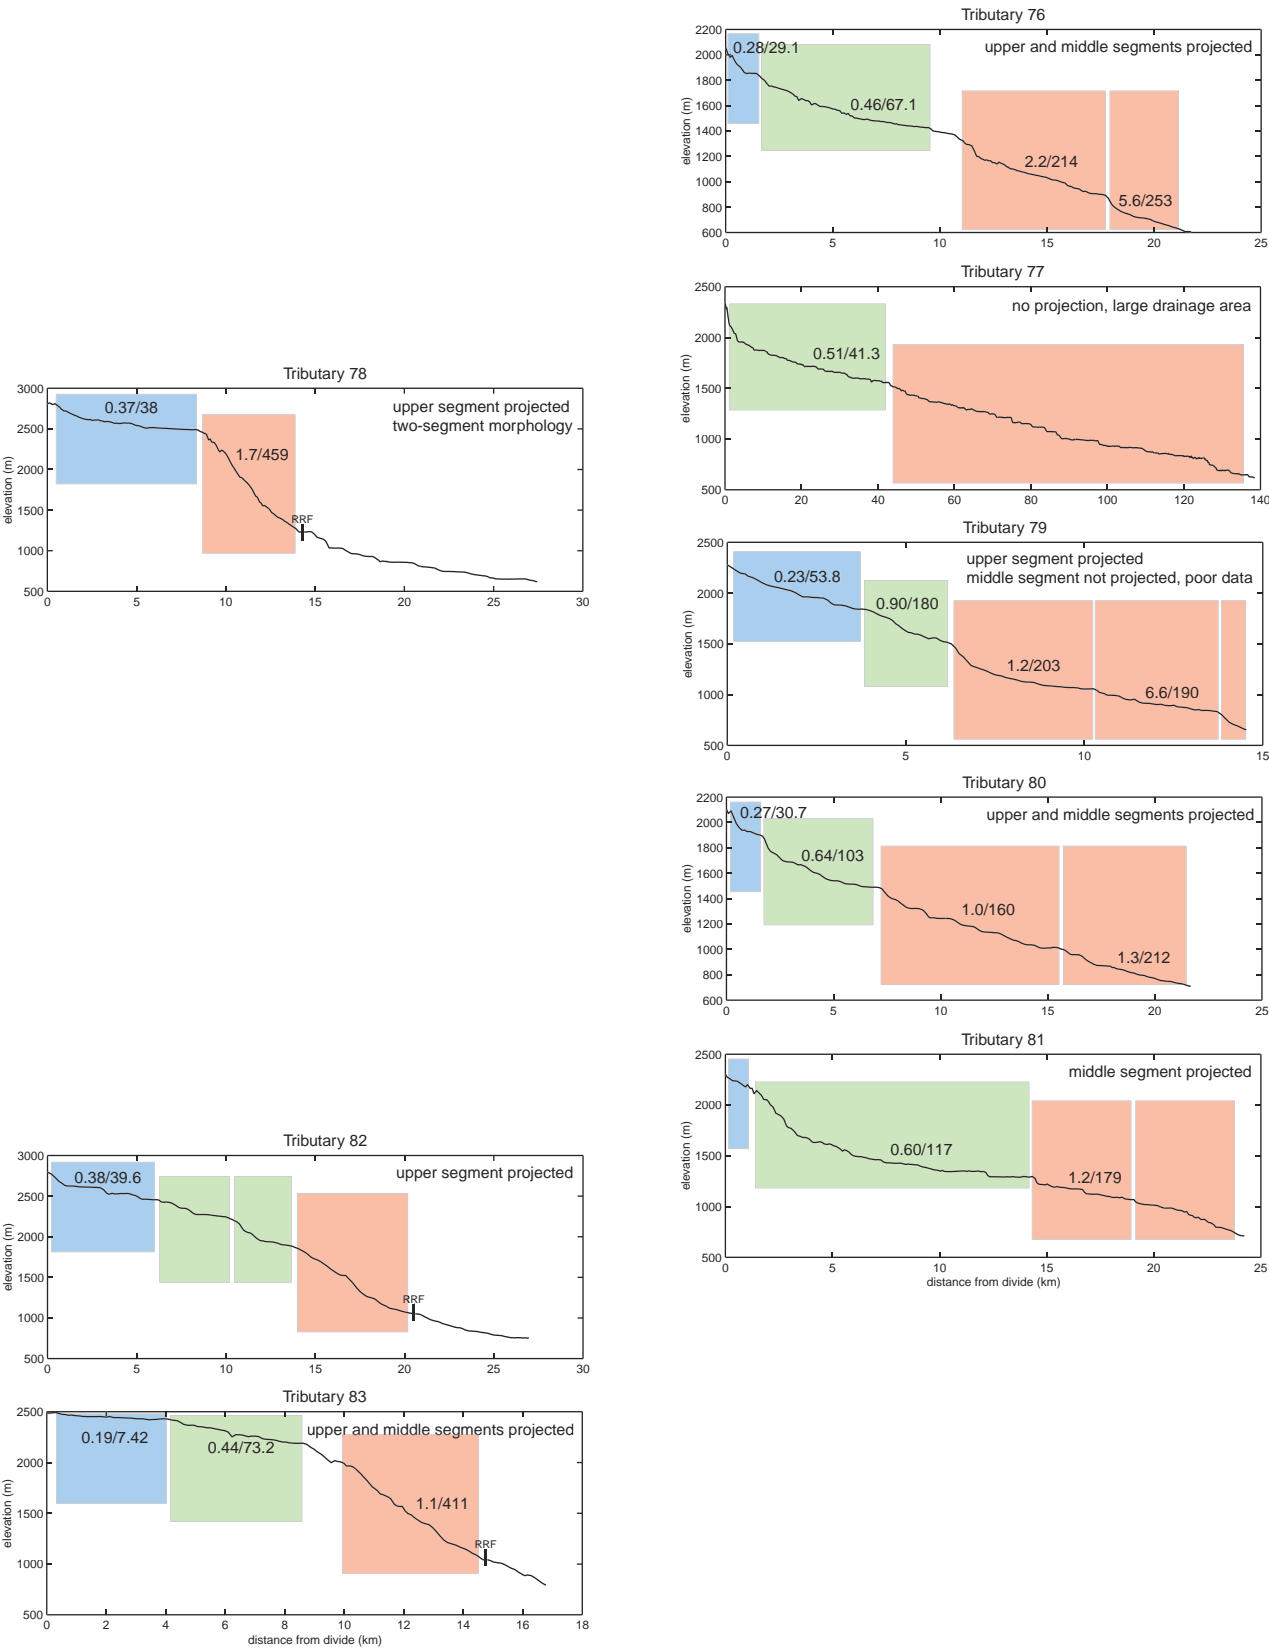 Tributary 76
upper and middle segments projected
0.28/29.1
0.46/67.1
2.2/214
5.6/253
elevation (m)
2200
2000
1800
1600
1400
1200
1000
800
600
0 5 10 15 20 25
Tributary 77
no projection, large drainage area
0.51/41.3
elevation (m)
2500
2000
1500
1000
500
0 20 40 60 80 100 120 140
Tributary 78
upper segment projected
two-segment morphology
0.37/38
1.7/459
RRF
elevation (m)
3000
2500
2000
1500
1000
500
0 5 10 15 20 25 30
Tributary 79
upper segment projected
middle segment not projected, poor data
0.23/53.8
0.90/180
1.2/203
6.6/190
elevation (m)
2500
2000
1500
1000
500
0 5 10 15
Tributary 80
upper and middle segments projected
0.27/30.7
0.64/103
1.0/160
1.3/212
elevation (m)
2200
2000
1800
1600
1400
1200
1000
800
600
0 5 10 15 20 25
Tributary 81
middle segment projected
0.60/117
1.2/179
elevation (m)
2500
2000
1500
1000
500
0 5 10 15 20 25
distance from divide (km)
Tributary 82
upper segment projected
0.38/39.6
RRF
elevation (m)
3000
2500
2000
1500
1000
500
0 5 10 15 20 25 30
Tributary 83
upper and middle segments projected
0.19/7.42
0.44/73.2
1.1/411
RRF
elevation (m)
2500
2000
1500
1000
500
0 2 4 6 8 10 12 14 16 18
distance from divide (km)